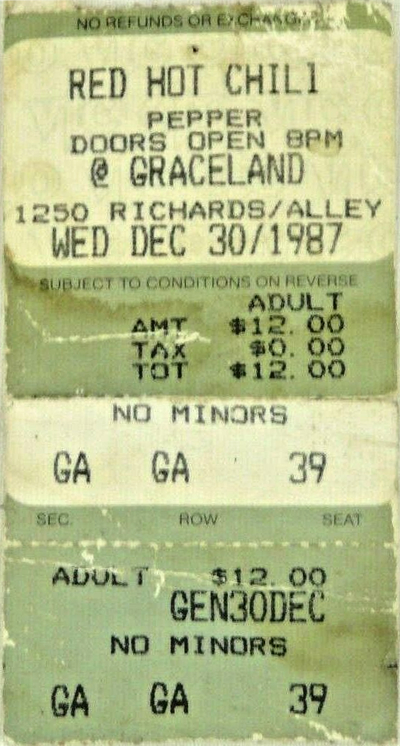 NO REFUNDS OR EXCHANGE
RED HOT CHILI
PEPPER
DOORS OPEN 8PM
@ GRACELAND
1250 RICHARDS/ALLEY
WED DEC 30/1987
SUBJECT TO CONDITIONS ON REVERSE
ADULT
AMT $12.00
TAX $0.00
TOT $12.00
NO MINORS
GA GA 39
SEC. ROW SEAT
ADULT $12.00
GEN30DEC
NO MINORS
GA GA 39